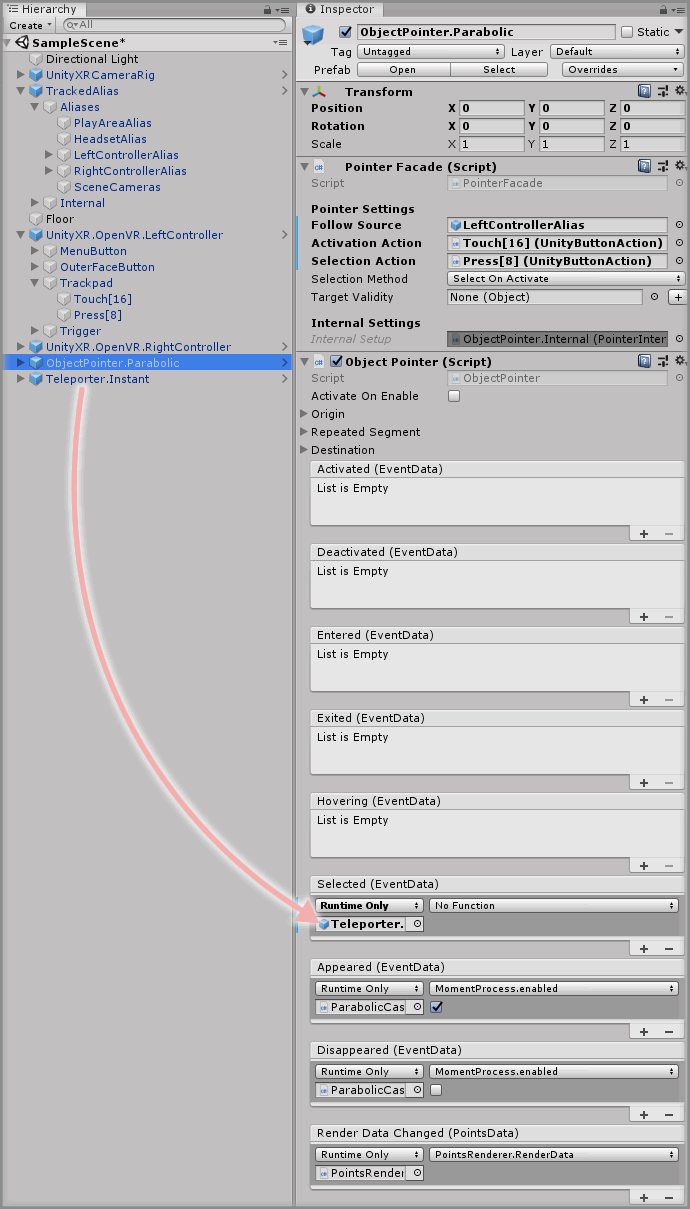 Hierarchy
Create
All
SampleScene*
Directional Light
UnityXRCameraRig
TrackedAlias
Aliases
PlayAreaAlias
HeadsetAlias
LeftControllerAlias
RightControllerAlias
SceneCameras
Internal
Floor
UnityXR.OpenVR.LeftController
MenuButton
OuterFaceButton
Trackpad
Touch[16]
Press[8]
Trigger
UnityXR.OpenVR.RightController
ObjectPointer.Parabolic
Teleporter.Instant
Inspector
ObjectPointer.Parabolic Static
Tag Untagged Layer Default
Prefab Open Select Overrides
Transform
Position X 0 Y 0 Z 0
Rotation X 0 Y 0 Z 0
Scale X 1 Y 1 Z 1
Pointer Facade (Script)
Script PointerFacade
Pointer Settings
Follow Source LeftControllerAlias
Activation Action Touch[16] (UnityButtonAction)
Selection Action Press[8] (UnityButtonAction)
Selection Method Select On Activate
Target Validity None (Object)
Internal Settings
Internal Setup ObjectPointer.Internal (PointerInter
Object Pointer (Script)
Script ObjectPointer
Activate On Enable
Origin
Repeated Segment
Destination
Activated (EventData)
List is Empty
Deactivated (EventData)
List is Empty
Entered (EventData)
List is Empty
Exited (EventData)
List is Empty
Hovering (EventData)
List is Empty
Selected (EventData)
Runtime Only No Function
Teleporter.
Appeared (EventData)
Runtime Only MomentProcess.enabled
ParabolicCas
Disappeared (EventData)
Runtime Only MomentProcess.enabled
ParabolicCas
Render Data Changed (PointsData)
Runtime Only PointsRenderer.RenderData
PointsRender